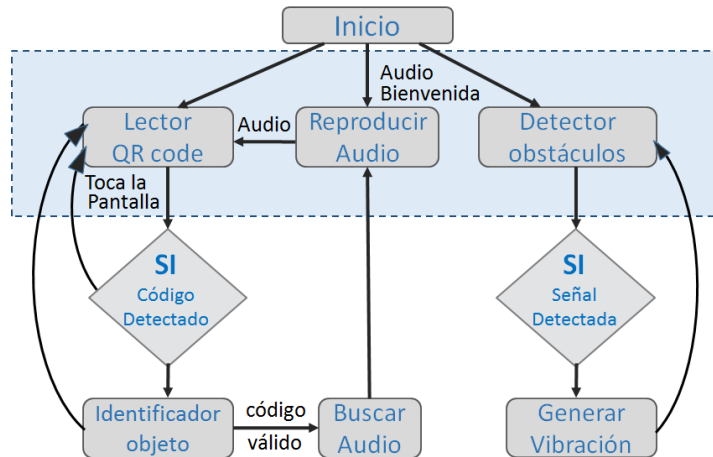 Inicio
Audio
Bienvenida
Lector
QR code
Audio
Reproducir
Audio
Detector
obstáculos
Toca la
Pantalla
SI
Código
Detectado
SI
Señal
Detectada
Identificador
objeto
código
válido
Buscar
Audio
Generar
Vibración